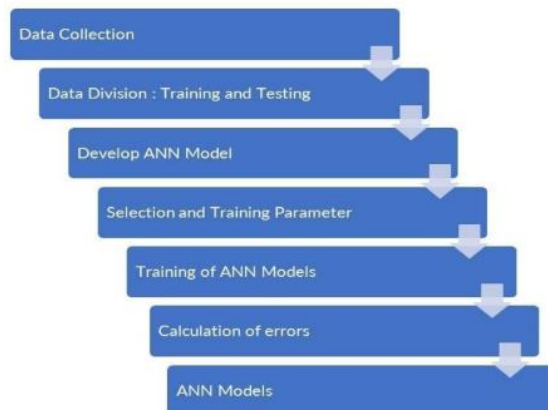 Data Collection
Data Division : Training and Testing
Develop ANN Model
Selection and Training Parameter
Training of ANN Models
Calculation of errors
ANN Models